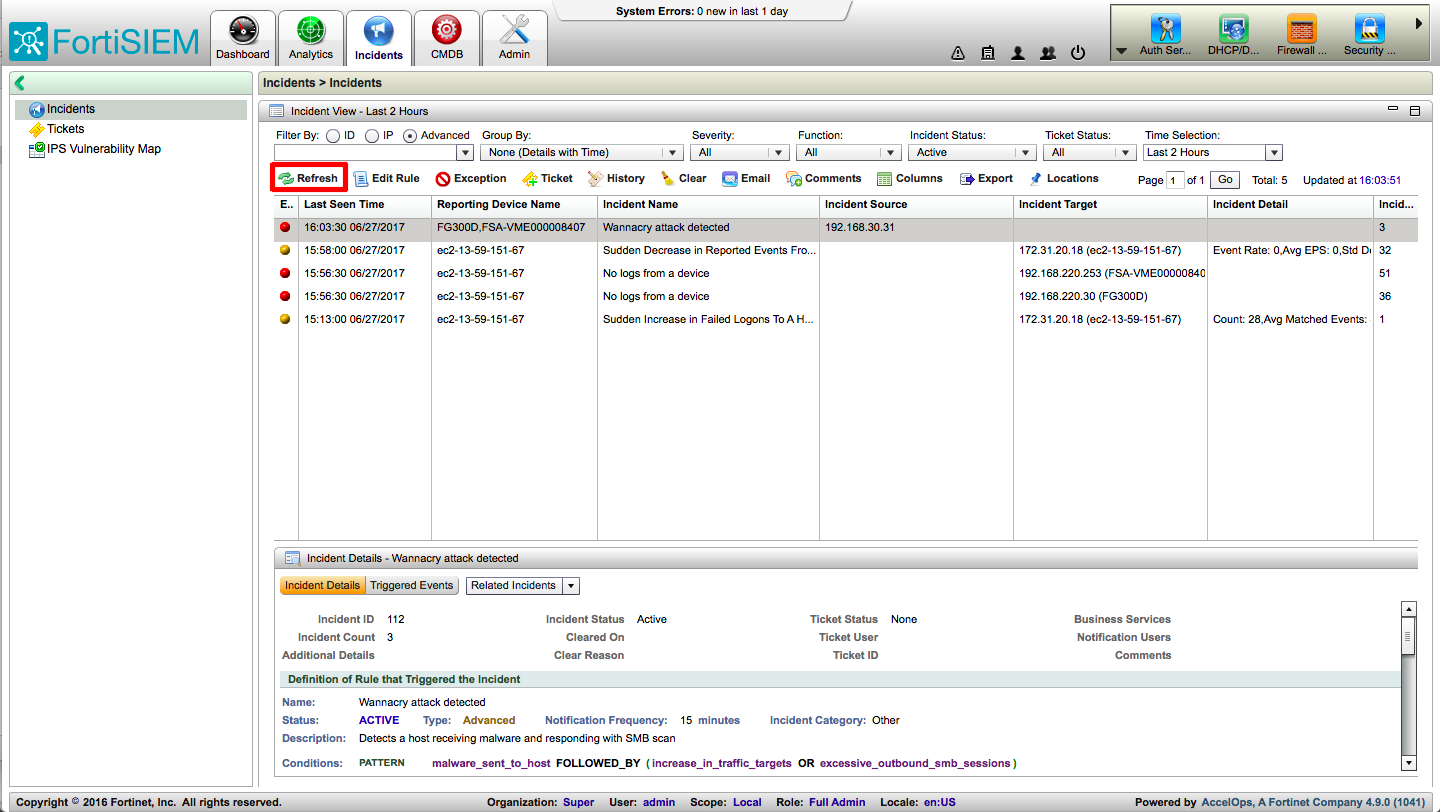 System Errors: 0 new in last 1 day
FortiSIEM
Dashboard Analytics Incidents CMDB Admin
Auth Ser... DHCP/D... Firewall ... Security ...
Incidents
Tickets
IPS Vulnerability Map
Incidents > Incidents
Incident View - Last 2 Hours
Filter By: ID IP Advanced Group By: Severity: Function: Incident Status: Ticket Status: Time Selection:
None (Details with Time) All All Active All Last 2 Hours
Refresh Edit Rule Exception Ticket History Clear Email Comments Columns Export Locations Page 1 of 1 Go Total: 5 Updated at 16:03:51
E.. Last Seen Time Reporting Device Name Incident Name Incident Source Incident Target Incident Detail Incid...
16:03:30 06/27/2017 FG300D,FSA-VME000008407 Wannacry attack detected 192.168.30.31 3
15:58:00 06/27/2017 ec2-13-59-151-67 Sudden Decrease in Reported Events Fro... 172.31.20.18 (ec2-13-59-151-67) Event Rate: 0,Avg EPS: 0,Std D 32
15:56:30 06/27/2017 ec2-13-59-151-67 No logs from a device 192.168.220.253 (FSA-VME00000840 51
15:56:30 06/27/2017 ec2-13-59-151-67 No logs from a device 192.168.220.30 (FG300D) 36
15:13:00 06/27/2017 ec2-13-59-151-67 Sudden Increase in Failed Logons To A H... 172.31.20.18 (ec2-13-59-151-67) Count: 28,Avg Matched Events: 1
Incident Details - Wannacry attack detected
Incident Details Triggered Events Related Incidents
Incident ID 112 Incident Status Active Ticket Status None Business Services
Incident Count 3 Cleared On Ticket User Notification Users
Additional Details Clear Reason Ticket ID Comments
Definition of Rule that Triggered the Incident
Name: Wannacry attack detected
Status: ACTIVE Type: Advanced Notification Frequency: 15 minutes Incident Category: Other
Description: Detects a host receiving malware and responding with SMB scan
Conditions: PATTERN malware_sent_to_host FOLLOWED_BY ( increase_in_traffic_targets OR excessive_outbound_smb_sessions )
Copyright © 2016 Fortinet, Inc. All rights reserved. Organization: Super User: admin Scope: Local Role: Full Admin Locale: en:US Powered by AccelOps, A Fortinet Company 4.9.0 (1041)